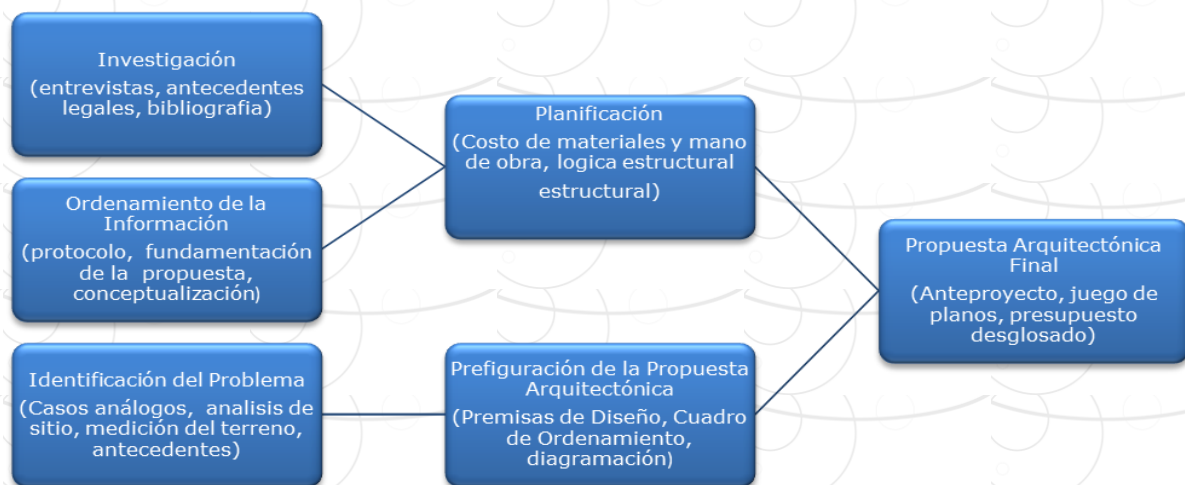 Investigación
(entrevistas, antecedentes
legales, bibliografia)
Ordenamiento de la
Información
(protocolo, fundamentación
de la propuesta,
conceptualización)
Identificación del Problema
(Casos análogos, analisis de
sitio, medición del terreno,
antecedentes)
Planificación
(Costo de materiales y mano
de obra, logica estructural
estructural)
Prefiguración de la Propuesta
Arquitectónica
(Premisas de Diseño, Cuadro
de Ordenamiento,
diagramación)
Propuesta Arquitectónica
Final
(Anteproyecto, juego de
planos, presupuesto
desglosado)